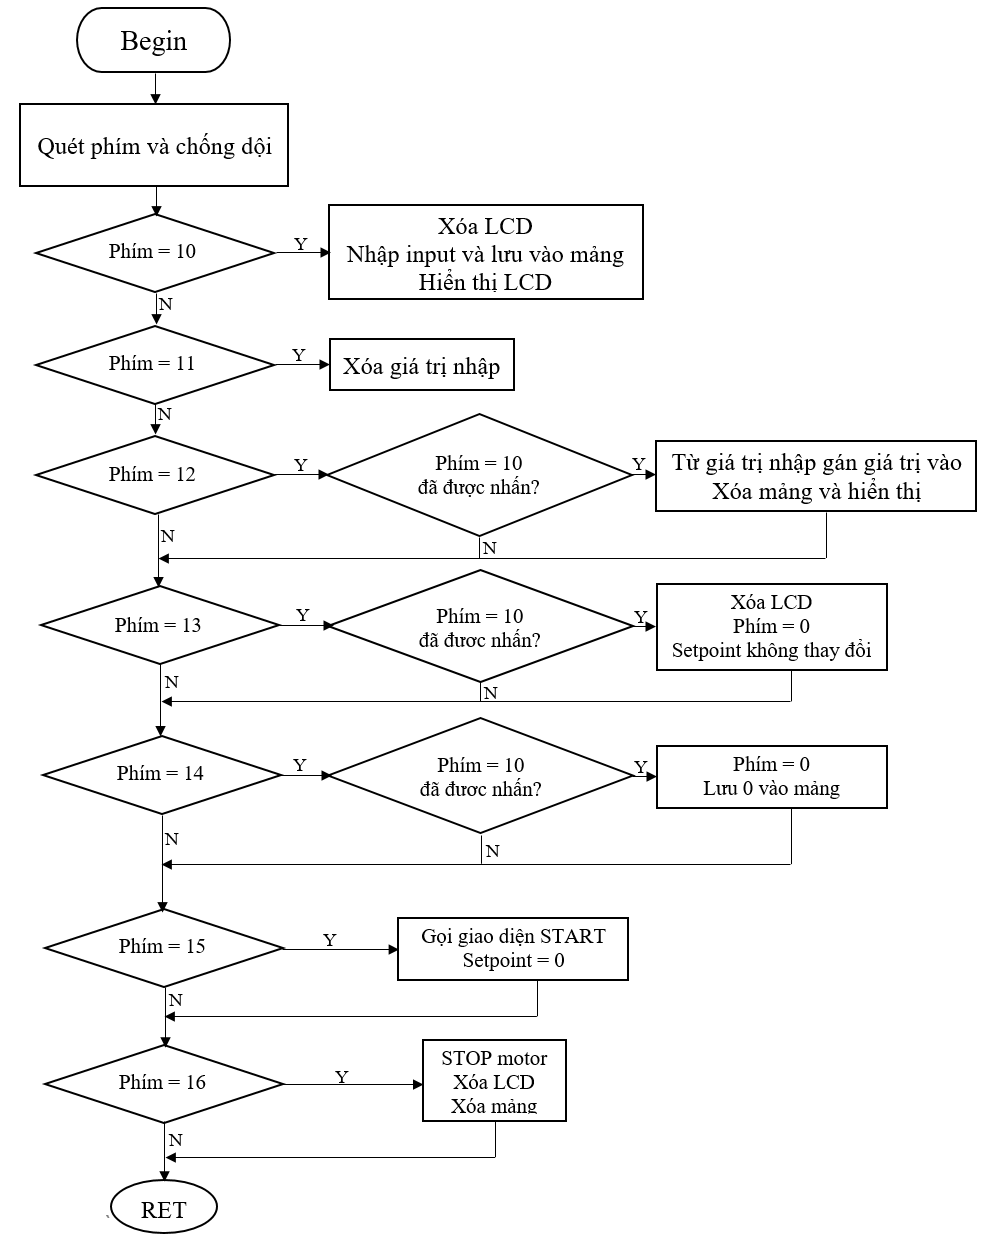 Begin
Quét phím và chống dội
Phím = 10
Y
Xóa LCD
Nhập input và lưu vào mảng
Hiển thị LCD
N
Phím = 11
Y
Xóa giá trị nhập
N
Phím = 12
Y
Phím = 10
đã được nhấn?
Y
Từ giá trị nhập gán giá trị vào
Xóa mảng và hiển thị
N
N
Phím = 13
Y
Phím = 10
đã đươc nhấn?
Y
Xóa LCD
Phím = 0
Setpoint không thay đổi
N
N
Phím = 14
Y
Phím = 10
đã đươc nhấn?
Y
Phím = 0
Lưu 0 vào mảng
N
N
Phím = 15
Y
Gọi giao diện START
Setpoint = 0
N
Phím = 16
Y
STOP motor
Xóa LCD
Xóa mảng
N
RET